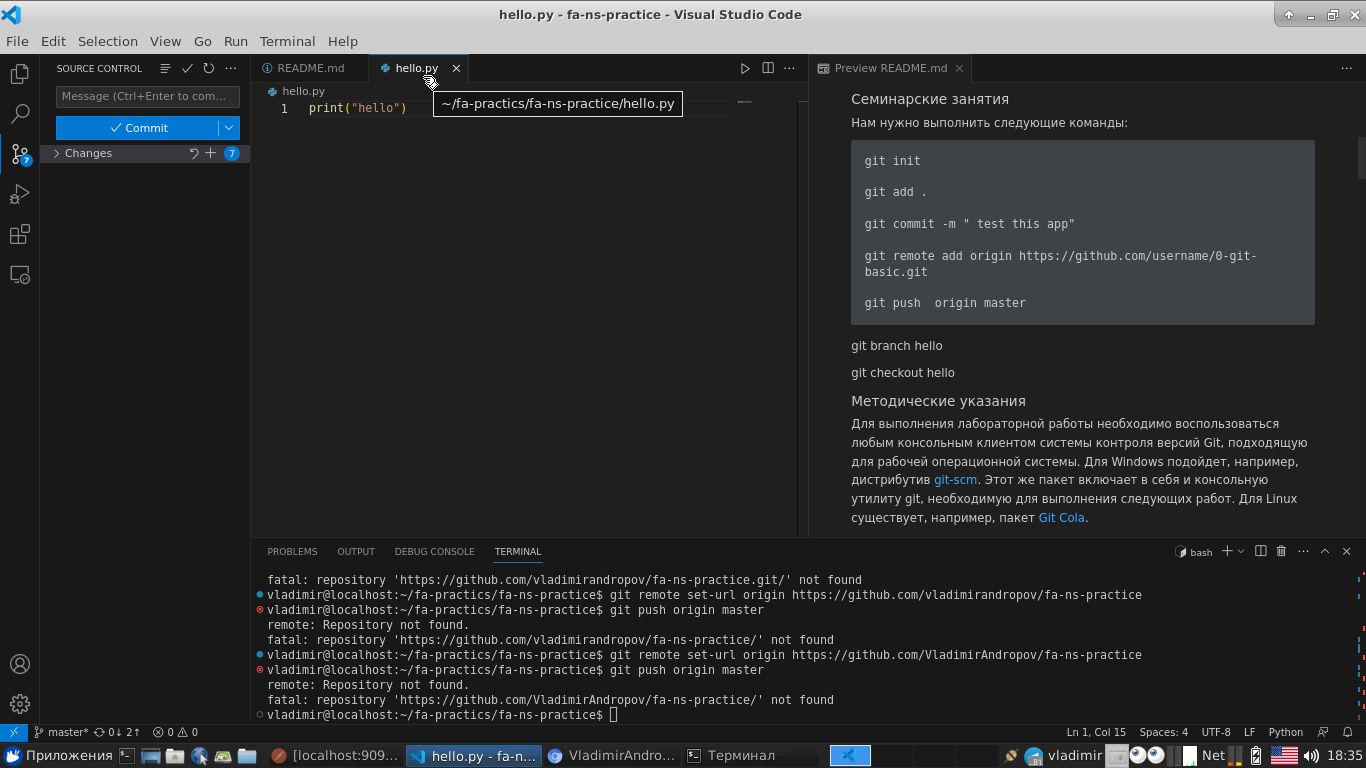 hello.py - fa-ns-practice - Visual Studio Code
File Edit Selection View Go Run Terminal Help
SOURCE CONTROL
Message (Ctrl+Enter to com...
Commit
Changes 7
7
README.md
hello.py
hello.py
1 print("hello")
~/fa-practics/fa-ns-practice/hello.py
Preview README.md
Семинарские занятия
Нам нужно выполнить следующие команды:
git init
git add .
git commit -m " test this app"
git remote add origin https://github.com/username/0-git-
basic.git
git push  origin master
git branch hello
git checkout hello
Методические указания
Для выполнения лабораторной работы необходимо воспользоваться
любым консольным клиентом системы контроля версий Git, подходящую
для рабочей операционной системы. Для Windows подойдет, например,
дистрибутив git-scm. Этот же пакет включает в себя и консольную
утилиту git, необходимую для выполнения следующих работ. Для Linux
существует, например, пакет Git Cola.
PROBLEMS OUTPUT DEBUG CONSOLE TERMINAL
bash
fatal: repository 'https://github.com/vladimirandropov/fa-ns-practice.git/' not found
vladimir@localhost:~/fa-practics/fa-ns-practice$ git remote set-url origin https://github.com/vladimirandropov/fa-ns-practice
vladimir@localhost:~/fa-practics/fa-ns-practice$ git push origin master
remote: Repository not found.
fatal: repository 'https://github.com/vladimirandropov/fa-ns-practice/' not found
vladimir@localhost:~/fa-practics/fa-ns-practice$ git remote set-url origin https://github.com/VladimirAndropov/fa-ns-practice
vladimir@localhost:~/fa-practics/fa-ns-practice$ git push origin master
remote: Repository not found.
fatal: repository 'https://github.com/VladimirAndropov/fa-ns-practice/' not found
vladimir@localhost:~/fa-practics/fa-ns-practice$
master* 0↓ 2↑ 0 0
Ln 1, Col 15 Spaces: 4 UTF-8 LF Python
Приложения
[localhost:909...
hello.py - fa-n...
VladimirAndro...
Терминал
81 vladimir
Net
18:35